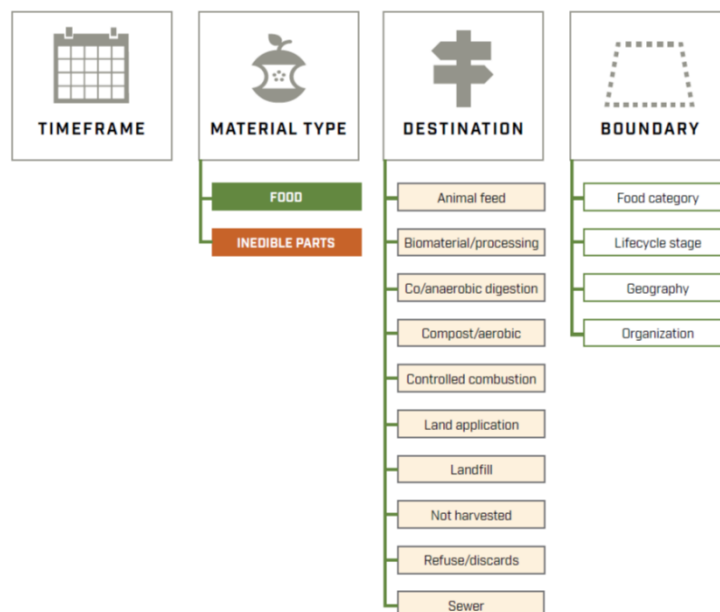 TIMEFRAME
MATERIAL TYPE
FOOD
INEDIBLE PARTS
DESTINATION
Animal feed
Biomaterial/processing
Co/anaerobic digestion
Compost/aerobic
Controlled combustion
Land application
Landfill
Not harvested
Refuse/discards
Sewer
BOUNDARY
Food category
Lifecycle stage
Geography
Organization